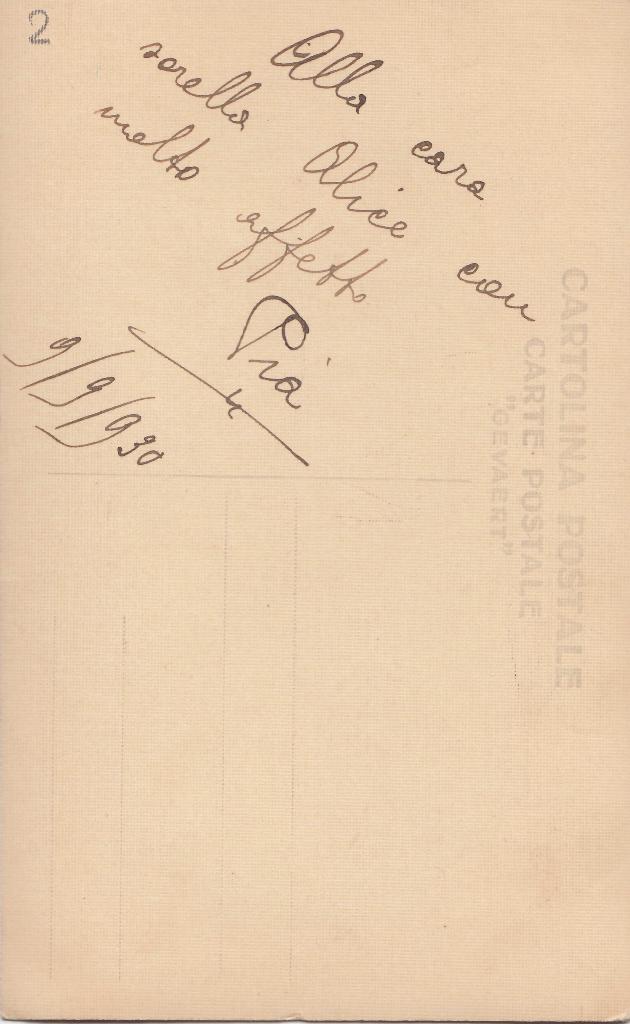 2
Alla cara
sorella Alice con
molto affetto
Pia
9/9/930
CARTOLINA POSTALE
CARTE POSTALE
"GEVAERT"